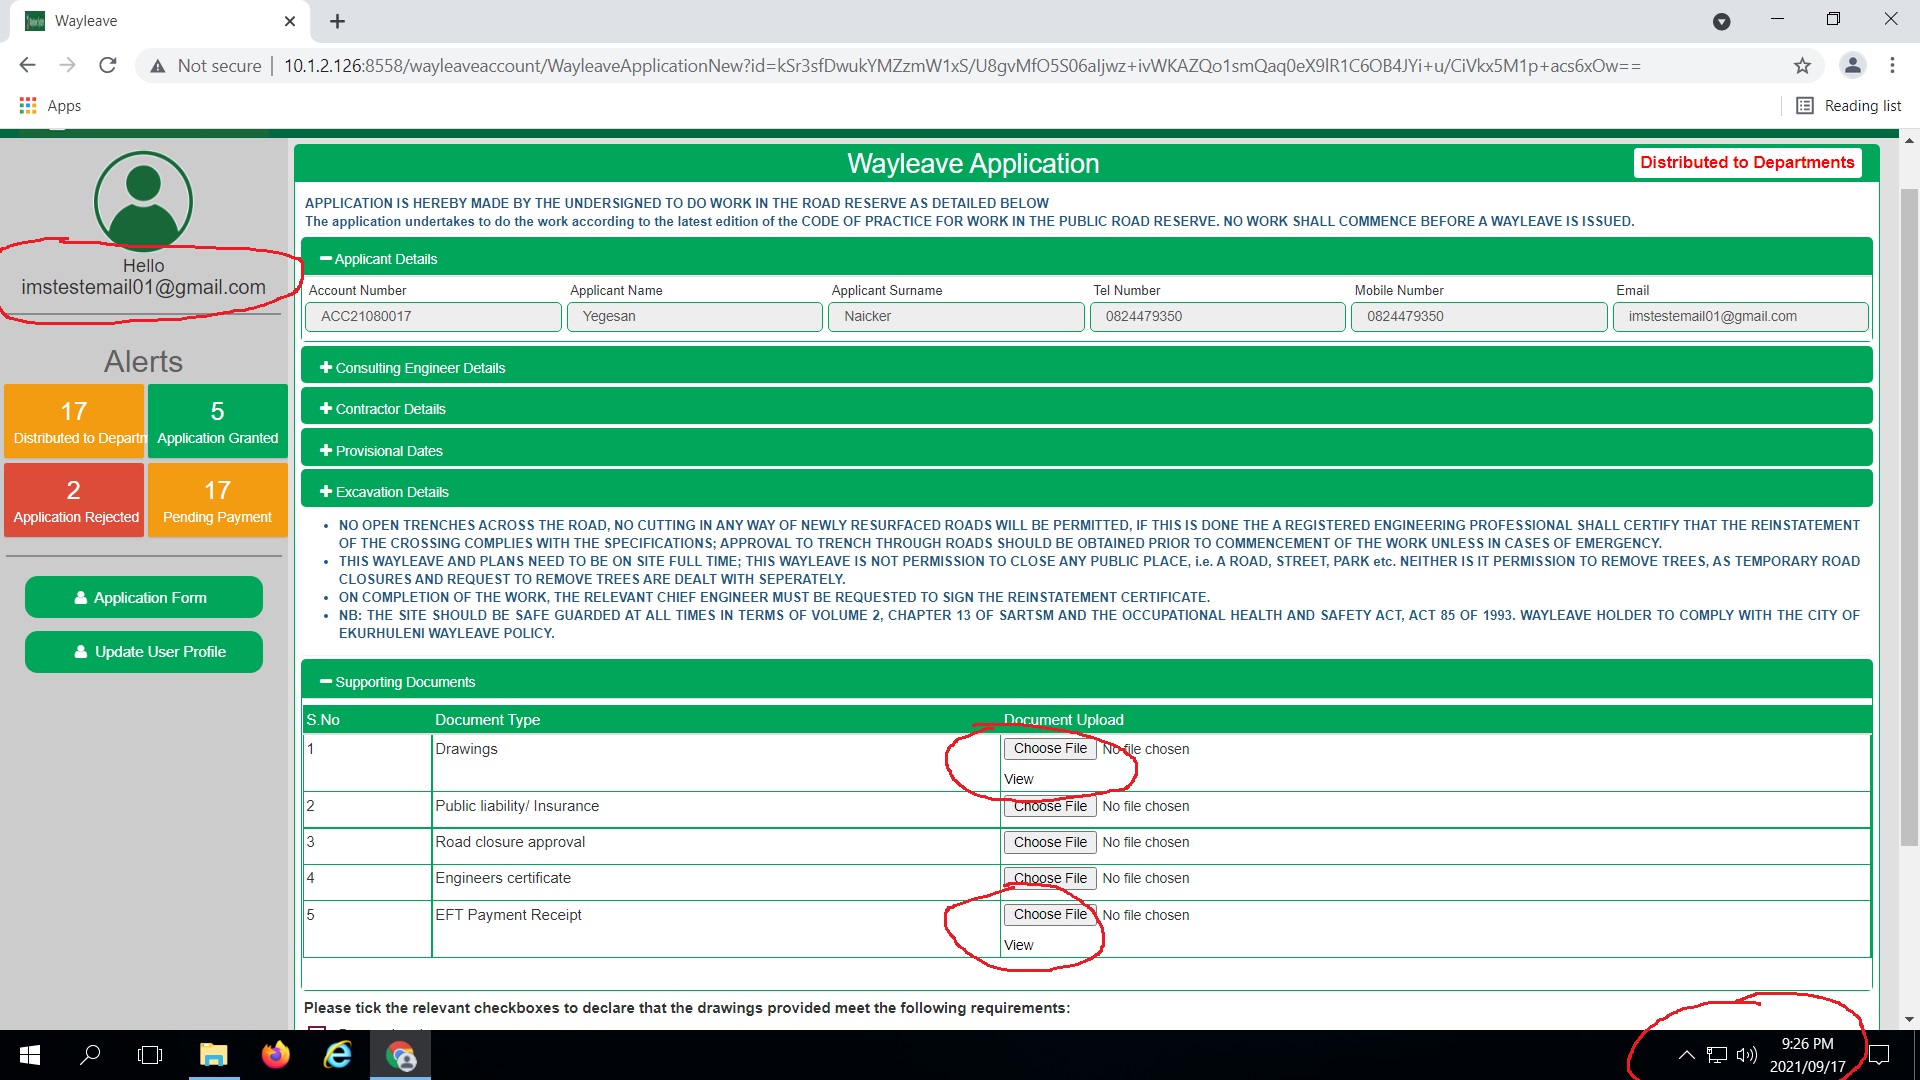 Wayleave
Not secure
10.1.2.126:8558/wayleaveaccount/WayleaveApplicationNew?id=kSr3sfDwukYMZzmW1xS/U8gvMfO5S06aIjwz+ivWKAZQo1smQaq0eX9lR1C6OB4JYi+u/CiVkx5M1p+acs6xOw==
Apps
Reading list
Wayleave Application
Distributed to Departments
APPLICATION IS HEREBY MADE BY THE UNDERSIGNED TO DO WORK IN THE ROAD RESERVE AS DETAILED BELOW
The application undertakes to do the work according to the latest edition of the CODE OF PRACTICE FOR WORK IN THE PUBLIC ROAD RESERVE. NO WORK SHALL COMMENCE BEFORE A WAYLEAVE IS ISSUED.
Hello
imstestemail01@gmail.com
Alerts
17
Distributed to Departm
5
Application Granted
2
Application Rejected
17
Pending Payment
Application Form
Update User Profile
Applicant Details
Account Number Applicant Name Applicant Surname Tel Number Mobile Number Email
ACC21080017 Yegesan Naicker 0824479350 0824479350 imstestemail01@gmail.com
Consulting Engineer Details
Contractor Details
Provisional Dates
Excavation Details
• NO OPEN TRENCHES ACROSS THE ROAD, NO CUTTING IN ANY WAY OF NEWLY RESURFACED ROADS WILL BE PERMITTED, IF THIS IS DONE THE A REGISTERED ENGINEERING PROFESSIONAL SHALL CERTIFY THAT THE REINSTATEMENT
OF THE CROSSING COMPLIES WITH THE SPECIFICATIONS; APPROVAL TO TRENCH THROUGH ROADS SHOULD BE OBTAINED PRIOR TO COMMENCEMENT OF THE WORK UNLESS IN CASES OF EMERGENCY.
• THIS WAYLEAVE AND PLANS NEED TO BE ON SITE FULL TIME; THIS WAYLEAVE IS NOT PERMISSION TO CLOSE ANY PUBLIC PLACE, i.e. A ROAD, STREET, PARK etc. NEITHER IS IT PERMISSION TO REMOVE TREES, AS TEMPORARY ROAD
CLOSURES AND REQUEST TO REMOVE TREES ARE DEALT WITH SEPERATELY.
• ON COMPLETION OF THE WORK, THE RELEVANT CHIEF ENGINEER MUST BE REQUESTED TO SIGN THE REINSTATEMENT CERTIFICATE.
• NB: THE SITE SHOULD BE SAFE GUARDED AT ALL TIMES IN TERMS OF VOLUME 2, CHAPTER 13 OF SARTSM AND THE OCCUPATIONAL HEALTH AND SAFETY ACT, ACT 85 OF 1993. WAYLEAVE HOLDER TO COMPLY WITH THE CITY OF
EKURHULENI WAYLEAVE POLICY.
Supporting Documents
S.No Document Type Document Upload
1 Drawings Choose File No file chosen
View
2 Public liability/ Insurance Choose File No file chosen
3 Road closure approval Choose File No file chosen
4 Engineers certificate Choose File No file chosen
5 EFT Payment Receipt Choose File No file chosen
View
Please tick the relevant checkboxes to declare that the drawings provided meet the following requirements:
9:26 PM
2021/09/17